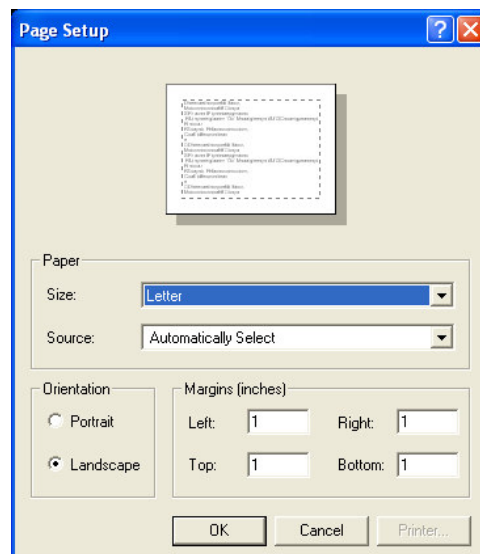 Page Setup
Paper
Size: Letter
Source: Automatically Select
Orientation
Portrait
Landscape
Margins (inches)
Left: 1 Right: 1
Top: 1 Bottom: 1
OK Cancel Printer...